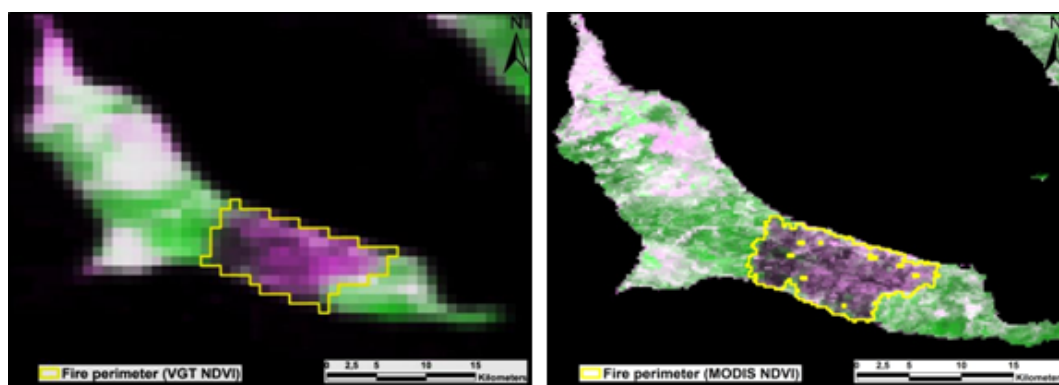 N
Fire perimeter (VGT NDVI)
0 2,5 5 10 15
Kilometers
N
Fire perimeter (MODIS NDVI)
0 2,5 5 10 15
Kilometers